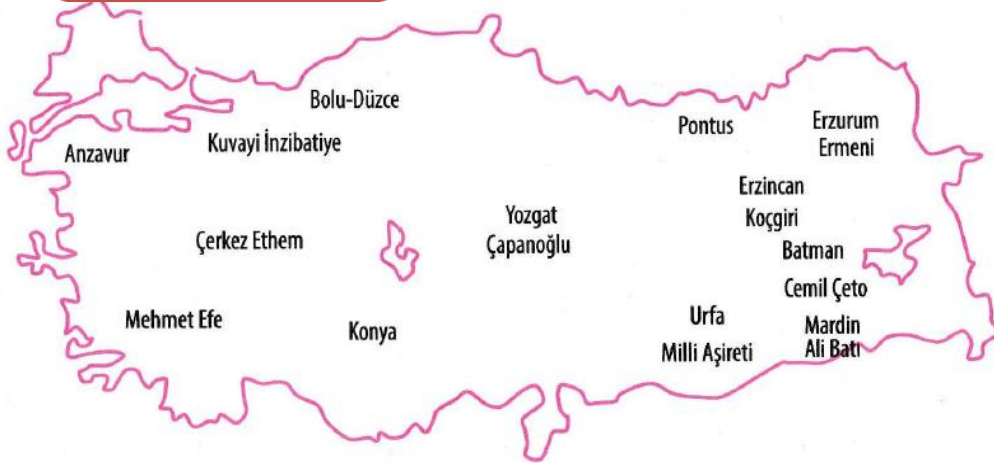 Bolu-Düzce
Kuvayi İnzibatiye
Anzavur
Pontus
Erzurum
Ermeni
Erzincan
Koçgiri
Yozgat
Çapanoğlu
Çerkez Ethem
Batman
Cemil Çeto
Mehmet Efe
Konya
Urfa
Milli Aşireti
Mardin
Ali Batı